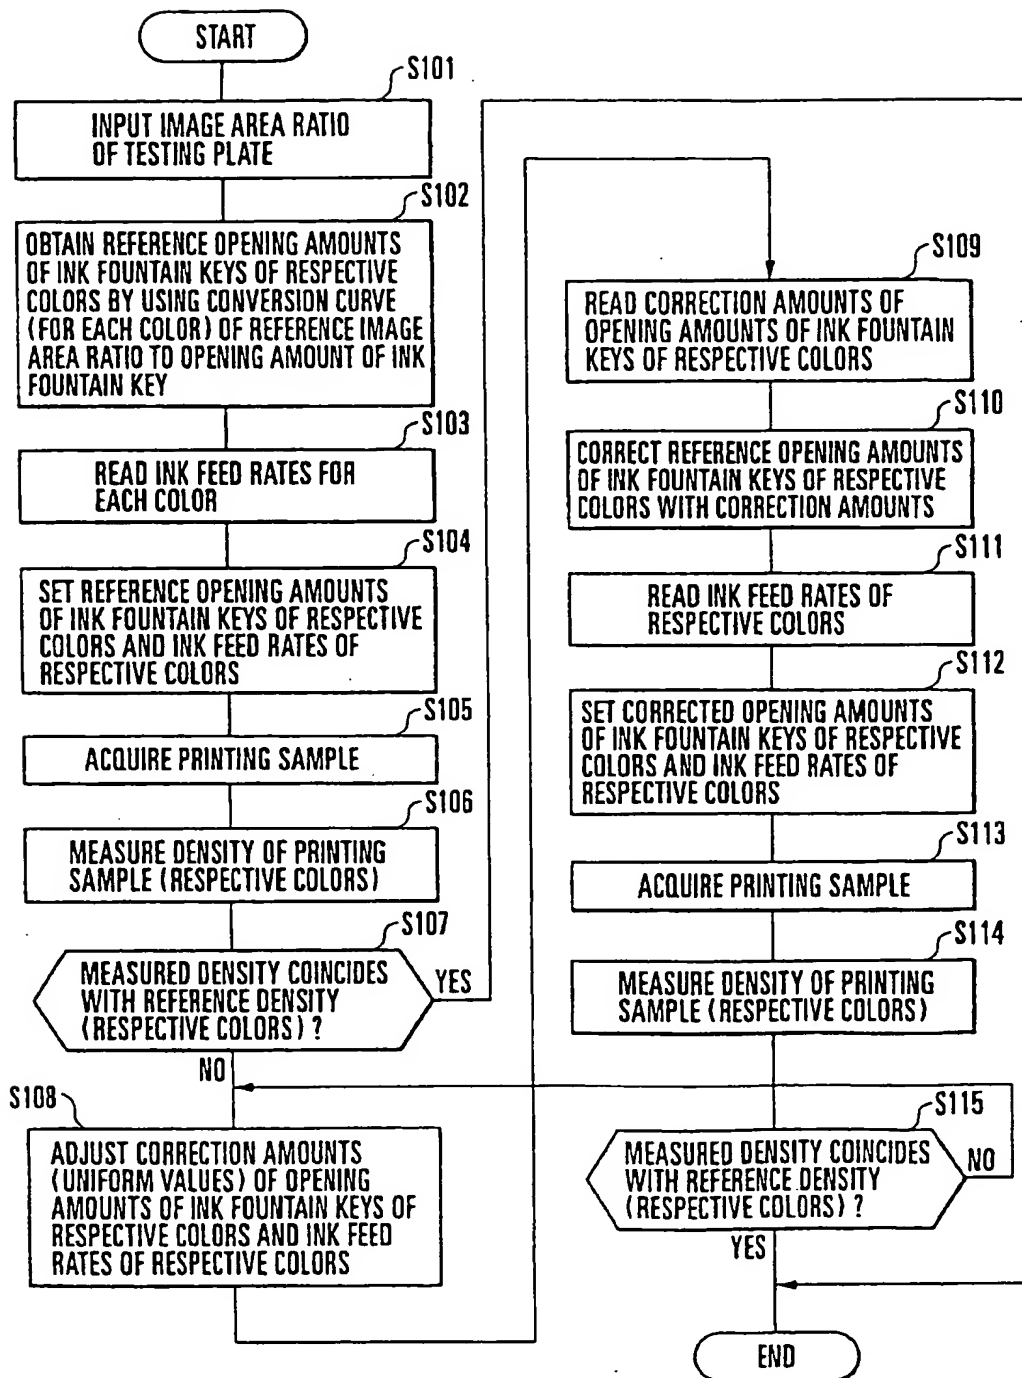 START
S101
INPUT IMAGE AREA RATIO
OF TESTING PLATE
S102
OBTAIN REFERENCE OPENING AMOUNTS
OF INK FOUNTAIN KEYS OF RESPECTIVE
COLORS BY USING CONVERSION CURVE
(FOR EACH COLOR) OF REFERENCE IMAGE
AREA RATIO TO OPENING AMOUNT OF INK
FOUNTAIN KEY
S103
READ INK FEED RATES FOR
EACH COLOR
S104
SET REFERENCE OPENING AMOUNTS
OF INK FOUNTAIN KEYS OF RESPECTIVE
COLORS AND INK FEED RATES OF
RESPECTIVE COLORS
S105
ACQUIRE PRINTING SAMPLE
S106
MEASURE DENSITY OF PRINTING
SAMPLE (RESPECTIVE COLORS)
S107
MEASURED DENSITY COINCIDES
WITH REFERENCE DENSITY
(RESPECTIVE COLORS) ?
YES
NO
S108
ADJUST CORRECTION AMOUNTS
(UNIFORM VALUES) OF OPENING
AMOUNTS OF INK FOUNTAIN KEYS OF
RESPECTIVE COLORS AND INK FEED
RATES OF RESPECTIVE COLORS
S109
READ CORRECTION AMOUNTS OF
OPENING AMOUNTS OF INK FOUNTAIN
KEYS OF RESPECTIVE COLORS
S110
CORRECT REFERENCE OPENING AMOUNTS
OF INK FOUNTAIN KEYS OF RESPECTIVE
COLORS WITH CORRECTION AMOUNTS
S111
READ INK FEED RATES OF
RESPECTIVE COLORS
S112
SET CORRECTED OPENING AMOUNTS
OF INK FOUNTAIN KEYS OF RESPECTIVE
COLORS AND INK FEED RATES OF
RESPECTIVE COLORS
S113
ACQUIRE PRINTING SAMPLE
S114
MEASURE DENSITY OF PRINTING
SAMPLE (RESPECTIVE COLORS)
S115
MEASURED DENSITY COINCIDES
WITH REFERENCE DENSITY
(RESPECTIVE COLORS) ?
NO
YES
END